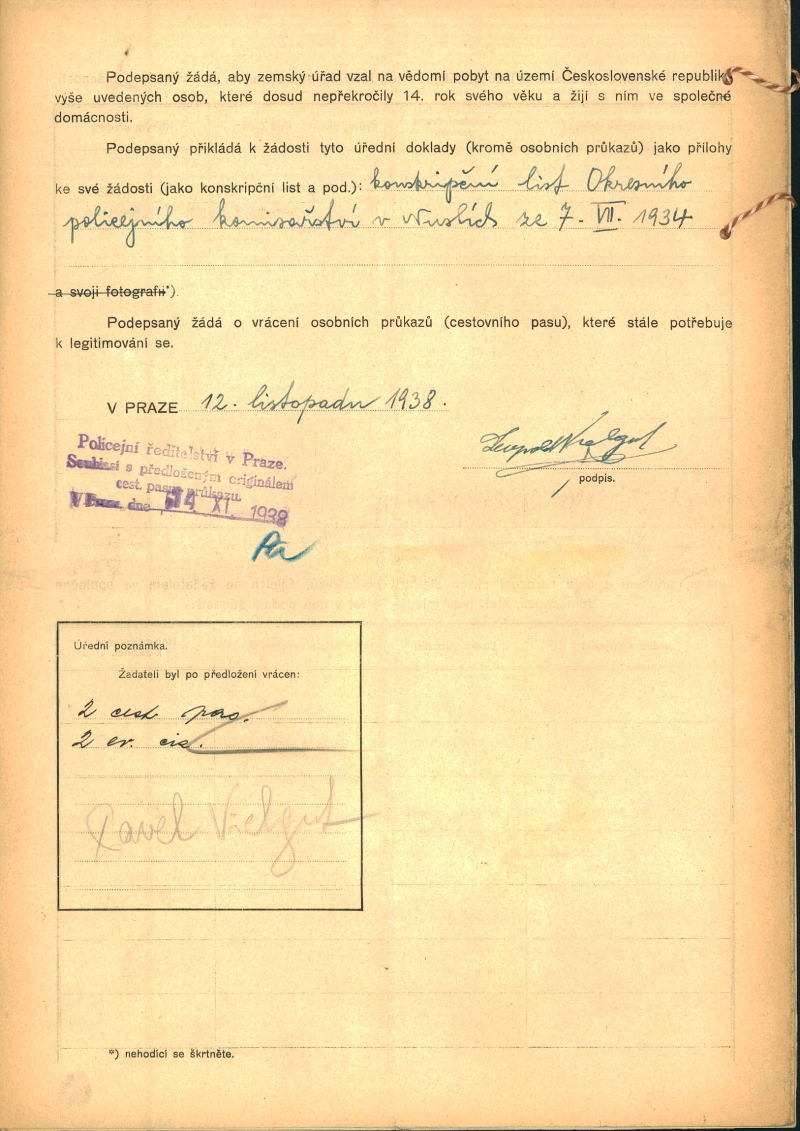 Podepsaný žádá, aby zemský úřad vzal na vědomí pobyt na území Československé republiky
výše uvedených osob, které dosud nepřekročily 14. rok svého věku a žijí s ním ve společné
domácnosti.
Podepsaný přikládá k žádosti tyto úřední doklady (kromě osobních průkazů) jako přílohy
ke své žádosti (jako konskripční list a pod.): konskripční list Okresního
policejního komisařství v Nuslích ze 7. VII. 1934
a svoji fotografii*).
Podepsaný žádá o vrácení osobních průkazů (cestovního pasu), které stále potřebuje
k legitimování se.
V PRAZE 12. listopadu 1938.
Policejní ředitelství v Praze.
Souhlasí s předloženým originálem
cest. pasu průkazu.
V Praze, dne 14. XI. 1938
Leopold Vielgut
podpis.
Úřední poznámka.
Žadateli byl po předložení vrácen:
2 cest. pas.
2 ev. čís.
Pavel Vielgut
*) nehodící se škrtněte.